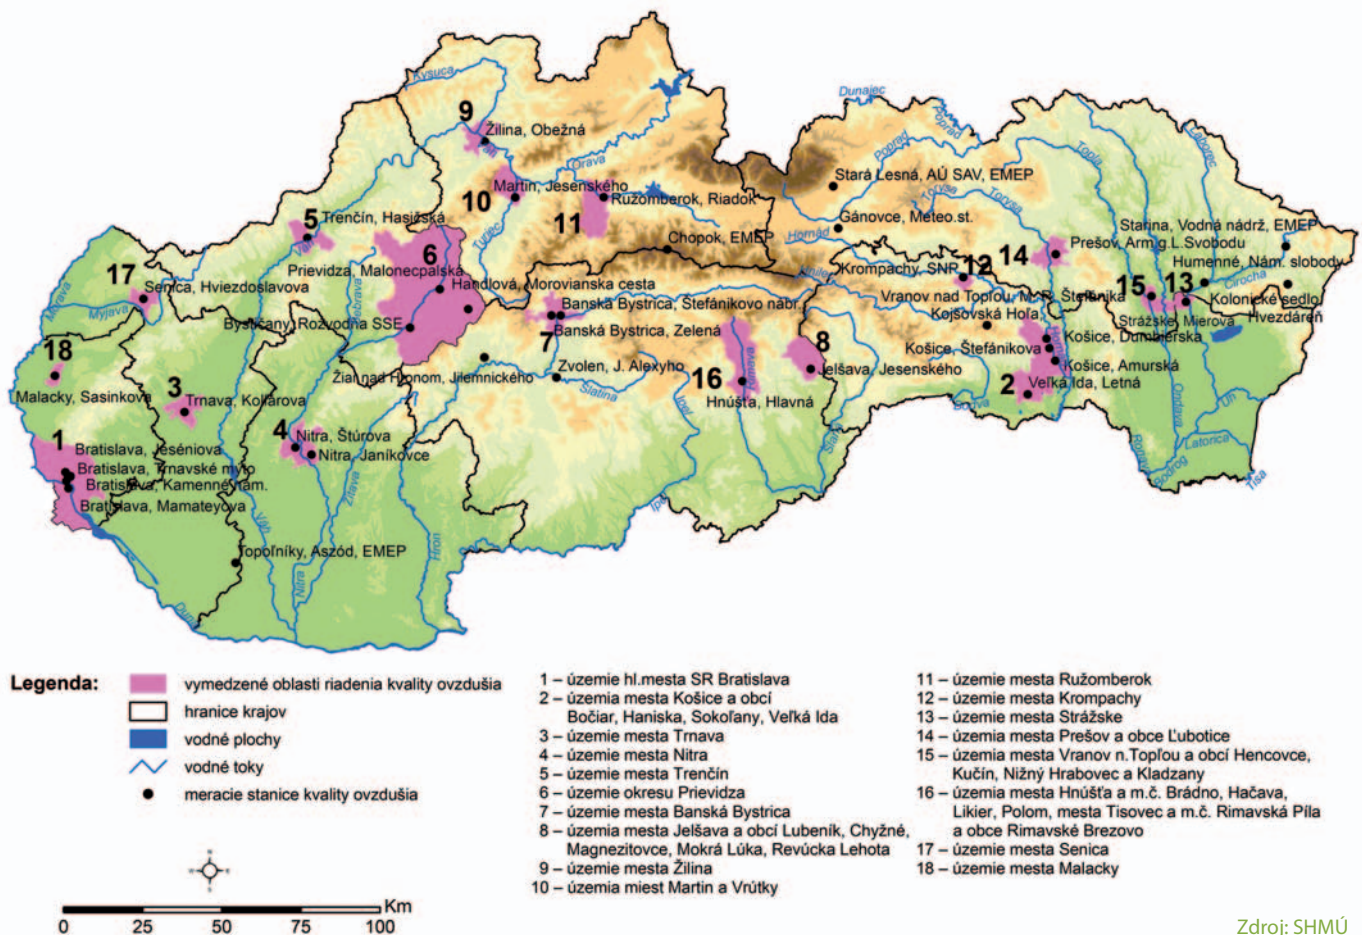 Kysuca
Dunajec
9
Žilina, Obežná
Váh
Orava
Poprad
Poprad
Topľa
Laborec
10
Martin, Jesenského
Turiec
11
Ružomberok, Riadok
Stará Lesná, AÚ SAV, EMEP
Torysa
Torysa
Gánovce, Meteo.st.
Hornád
Chopok, EMEP
5
Trenčín, Hasičská
Váh
6
Prievidza, Malonecpalská
Handlová, Morovianska cesta
Bystričany, Rozvodňa SSE
Starina, Vodná nádrž, EMEP
14
Prešov, Arm.g.L.Svobodu
Humenné, Nám. slobody
Cirocha
Krompachy, SNP
12
Hnilec
Vranov nad Topľou, M. R. Štefánika
15
13
Kolonické sedlo,
Hvezdáreň
Strážske, Mierova
Kojšovská Hoľa
17
Senica, Hviezdoslavova
Morava
Myjava
Banská Bystrica, Štefánikovo nábr.
Banská Bystrica, Zelená
7
Košice, Štefánikova
Košice, Ďumbierska
Košice, Amurská
2
Veľká Ida, Letná
Bodva
8
Jelšava, Jesenského
16
Hnúšťa, Hlavná
Rimava
Slaná
18
Malacky, Sasinkova
3
Trnava, Kollárova
Žiar nad Hronom, Jilemnického
Zvolen, J. Alexyho
Slatina
Ipeľ
Ipeľ
1
Bratislava, Jeséniova
Bratislava, Trnavské mýto
Bratislava, Kamenné nám.
Bratislava, Mamateyova
4
Nitra, Štúrova
Nitra, Janíkovce
Žitava
Váh
Nitra
Hron
Topoľníky, Aszód, EMEP
Ondava
Uh
Latorica
Bodrog
Tisa
Legenda:
vymedzené oblasti riadenia kvality ovzdušia
hranice krajov
vodné plochy
vodné toky
meracie stanice kvality ovzdušia
Km
0 25 50 75 100
1 – územie hl.mesta SR Bratislava
2 – územia mesta Košice a obcí
Bočiar, Haniska, Sokoľany, Veľká Ida
3 – územie mesta Trnava
4 – územie mesta Nitra
5 – územie mesta Trenčín
6 – územie okresu Prievidza
7 – územie mesta Banská Bystrica
8 – územia mesta Jelšava a obcí Lubeník, Chyžné,
Magnezitovce, Mokrá Lúka, Revúcka Lehota
9 – územie mesta Žilina
10 – územia miest Martin a Vrútky
11 – územie mesta Ružomberok
12 – územie mesta Krompachy
13 – územie mesta Strážske
14 – územie mesta Prešov a obce Ľubotice
15 – územia mesta Vranov n.Topľou a obcí Hencovce,
Kučín, Nižný Hrabovec a Kladzany
16 – územia mesta Hnúšťa a m.č. Brádno, Hačava,
Likier, Polom, mesta Tisovec a m.č. Rimavská Píla
a obce Rimavské Brezovo
17 – územie mesta Senica
18 – územie mesta Malacky
Zdroj: SHMÚ